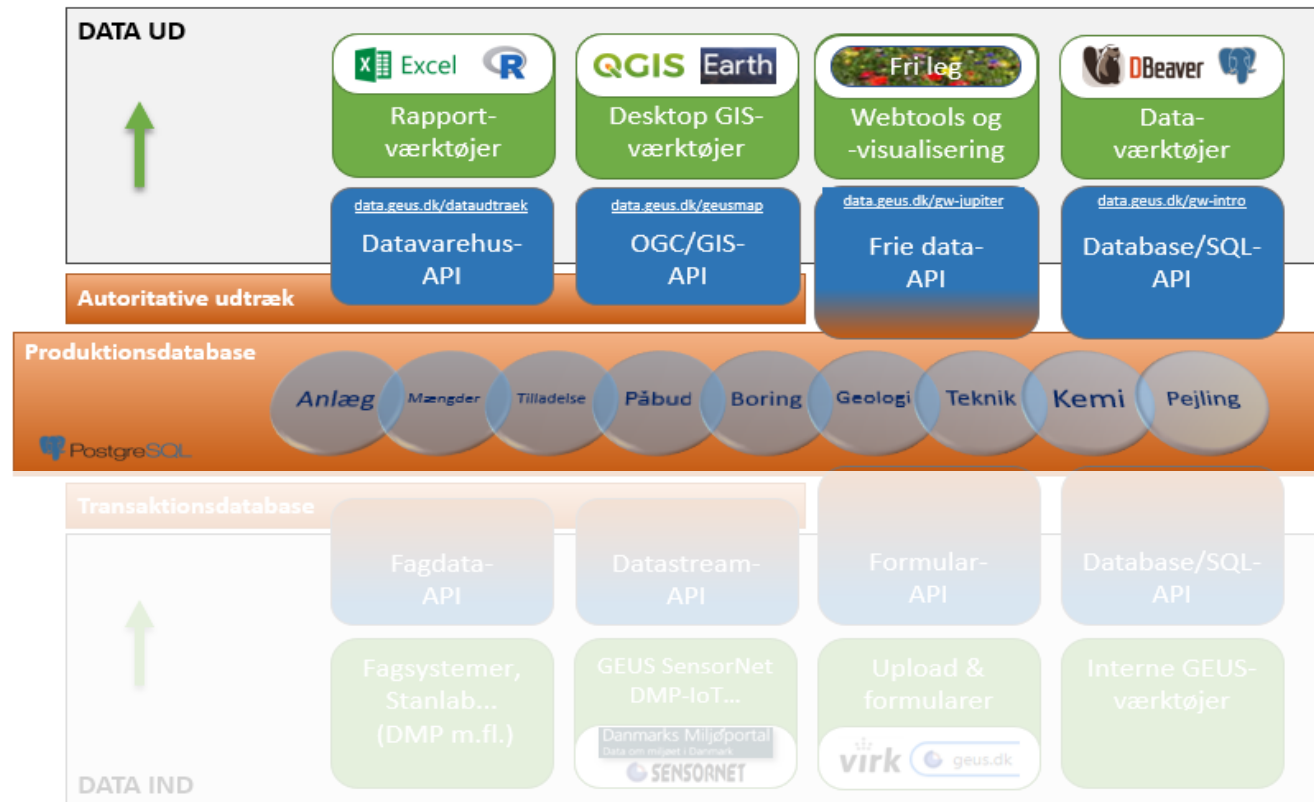 DATA UD
Excel R
QGIS Earth
Fri leg
DBeaver
Rapport-
værktøjer
Desktop GIS-
værktøjer
Webtools og
-visualisering
Data-
værktøjer
data.geus.dk/dataudtraek
Datavarehus-
API
data.geus.dk/geusmap
OGC/GIS-
API
data.geus.dk/gw-jupiter
Frie data-
API
data.geus.dk/gw-intro
Database/SQL-
API
Autoritative udtræk
Produktionsdatabase
Anlæg Mængder Tilladelse Påbud Boring Geologi Teknik Kemi Pejling
PostgreSQL
Transaktionsdatabase
Fagdata-
API
Datastream-
API
Formular-
API
Database/SQL-
API
Fagsystemer,
Stanlab...
(DMP m.fl.)
GEUS SensorNet
DMP-IoT...
Danmarks Miljøportal
Data om miljøet i Danmark
SENSORNET
Upload &
formularer
virk geus.dk
Interne GEUS-
værktøjer
DATA IND